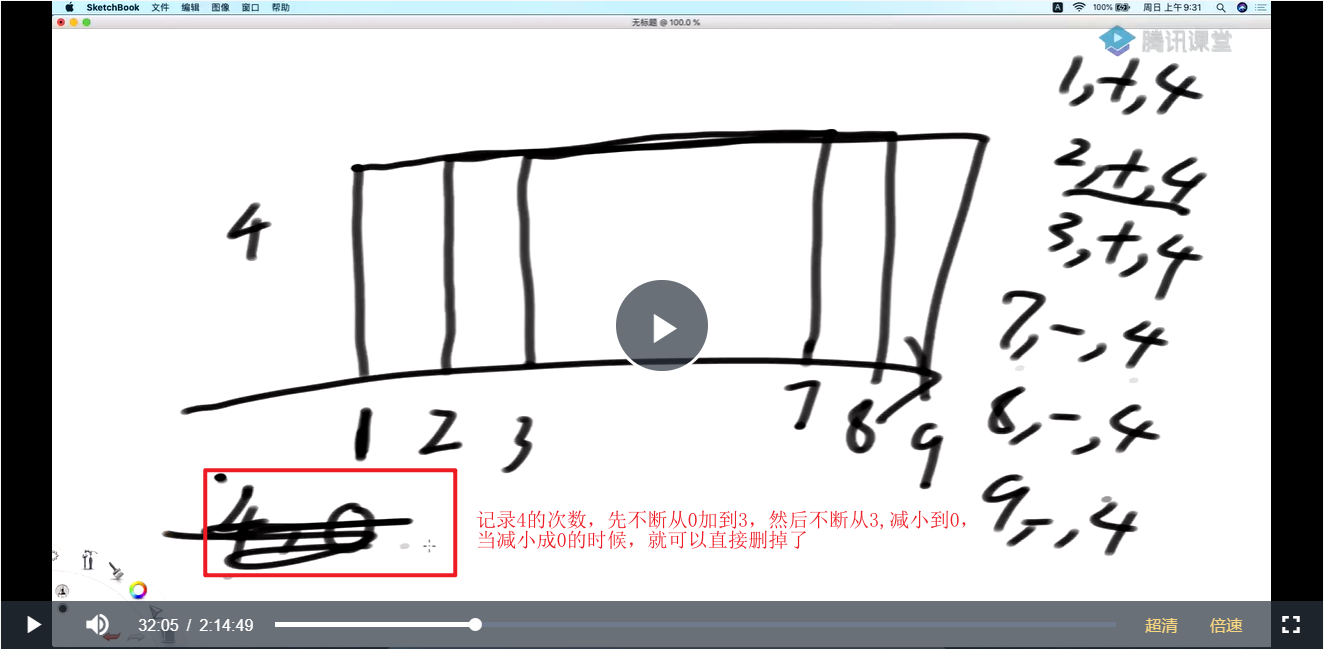 SketchBook 文件 编辑 图像 窗口 帮助 A 100% 周日 上午9:31
无标题 @ 100.0 %
腾讯课堂
1,+,4
2,+,4
4
3,+,4
7,-,4
1 2 3 7 8 9
8,-,4
4,0
9,-,4
记录4的次数，先不断从0加到3，然后不断从3,减小到0，
当减小成0的时候，就可以直接删掉了
32:05 / 2:14:49 超清 倍速